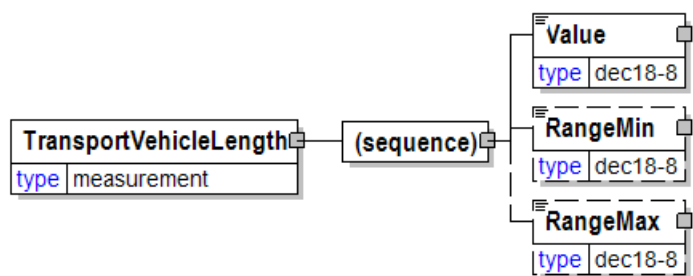 Value
type dec18-8
TransportVehicleLength
type measurement
(sequence)
RangeMin
type dec18-8
RangeMax
type dec18-8